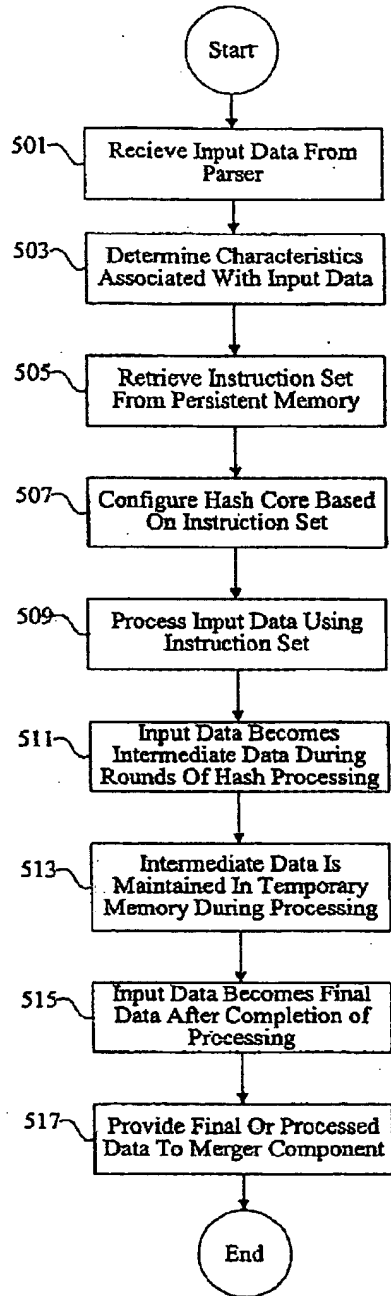 Start
501
Recieve Input Data From
Parser
503
Determine Characteristics
Associated With Input Data
505
Retrieve Instruction Set
From Persistent Memory
507
Configure Hash Core Based
On Instruction Set
509
Process Input Data Using
Instruction Set
511
Input Data Becomes
Intermediate Data During
Rounds Of Hash Processing
513
Intermediate Data Is
Maintained In Temporary
Memory During Processing
515
Input Data Becomes Final
Data After Completion of
Processing
517
Provide Final Or Processed
Data To Merger Component
End